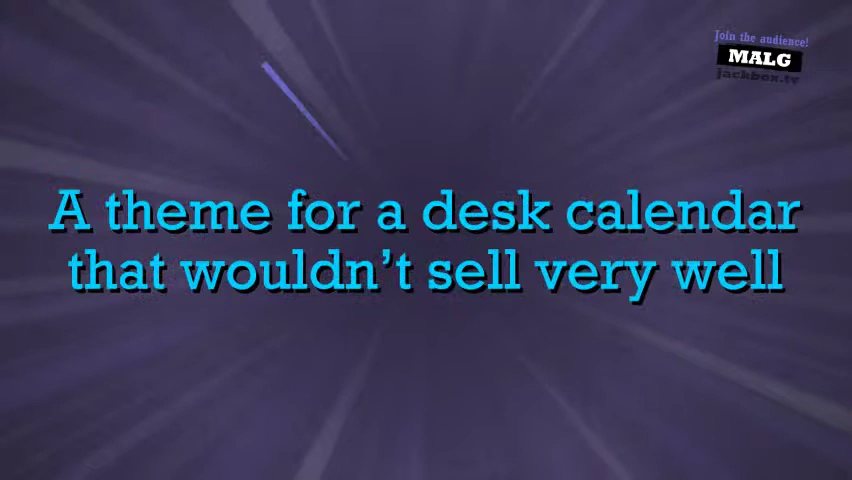 Join the audience!
MALG
jackbox.tv
A theme for a desk calendar
that wouldn't sell very well